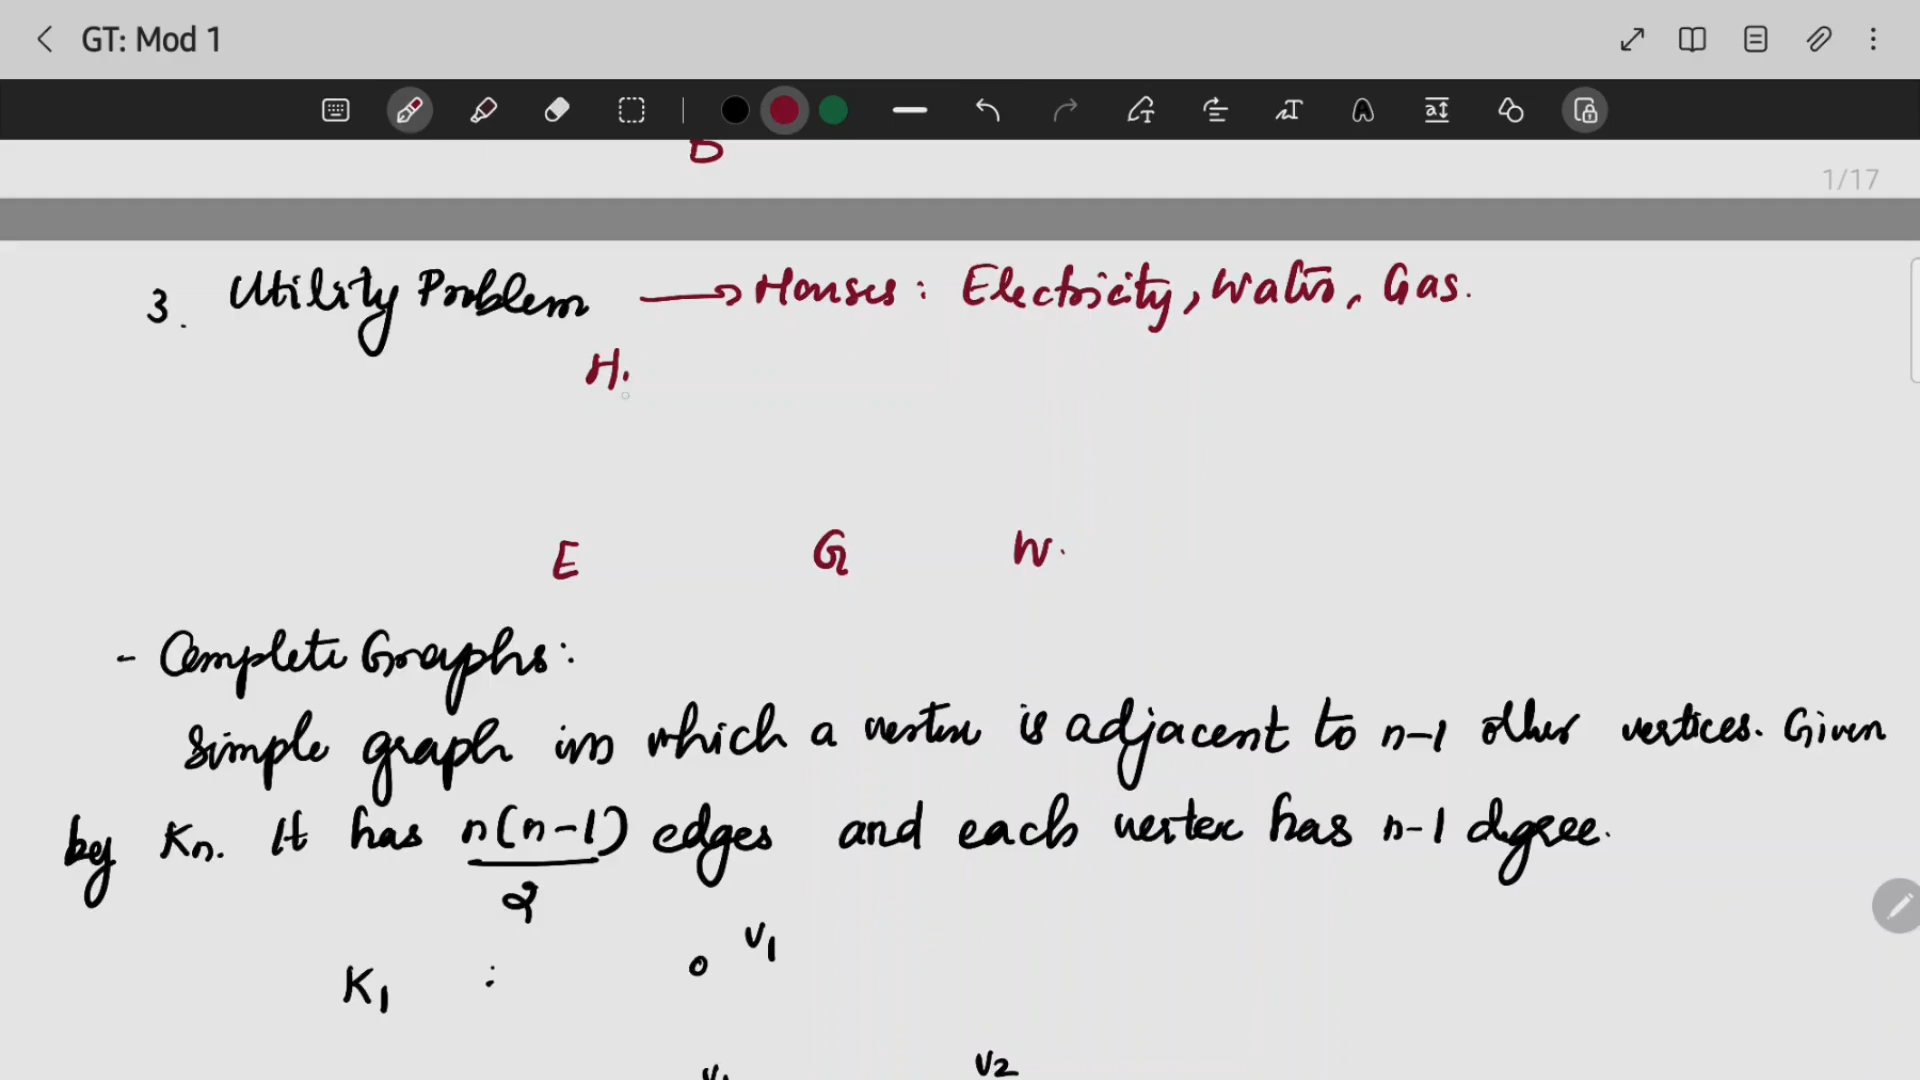 GT: Mod 1
B
1/17
3. Utility Problem → Houses: Electricity, Water, Gas.
H.
E G W.
- Complete Graphs:
Simple graph in which a vertex is adjacent to n-1 other vertices. Given
by Kn. It has n(n-1)/2 edges and each vertex has n-1 degree.
K1 : o v1
v1 v2